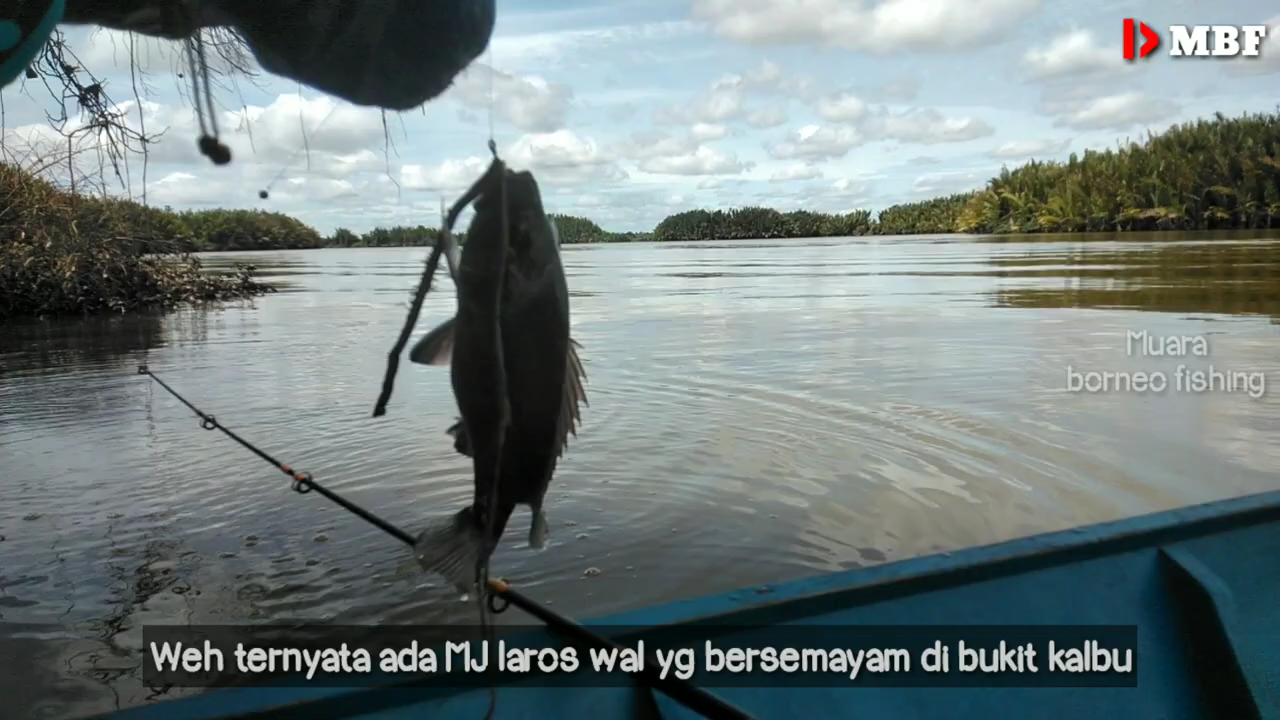 MBF
Muara
borneo fishing
Weh ternyata ada MJ laros wal yg bersemayam di bukit kalbu